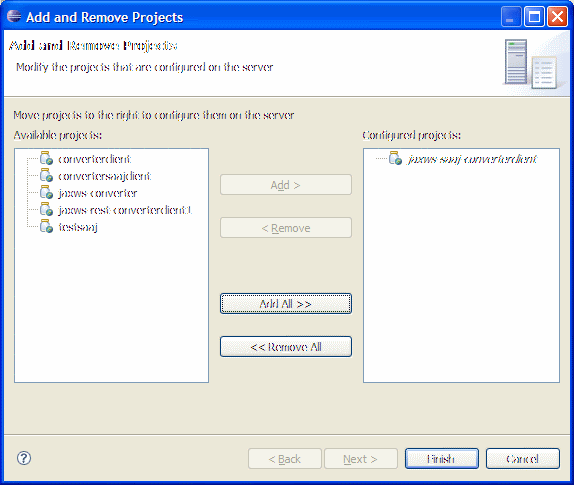 Add and Remove Projects
Add and Remove Projects
Modify the projects that are configured on the server
Move projects to the right to configure them on the server
Available projects:
converterclient
convertersaajclient
jaxws-converter
jaxws-rest-converterclient1
testsaaj
Add >
< Remove
Add All >>
<< Remove All
Configured projects:
jaxws-saaj-converterclient
?
< Back
Next >
Finish
Cancel